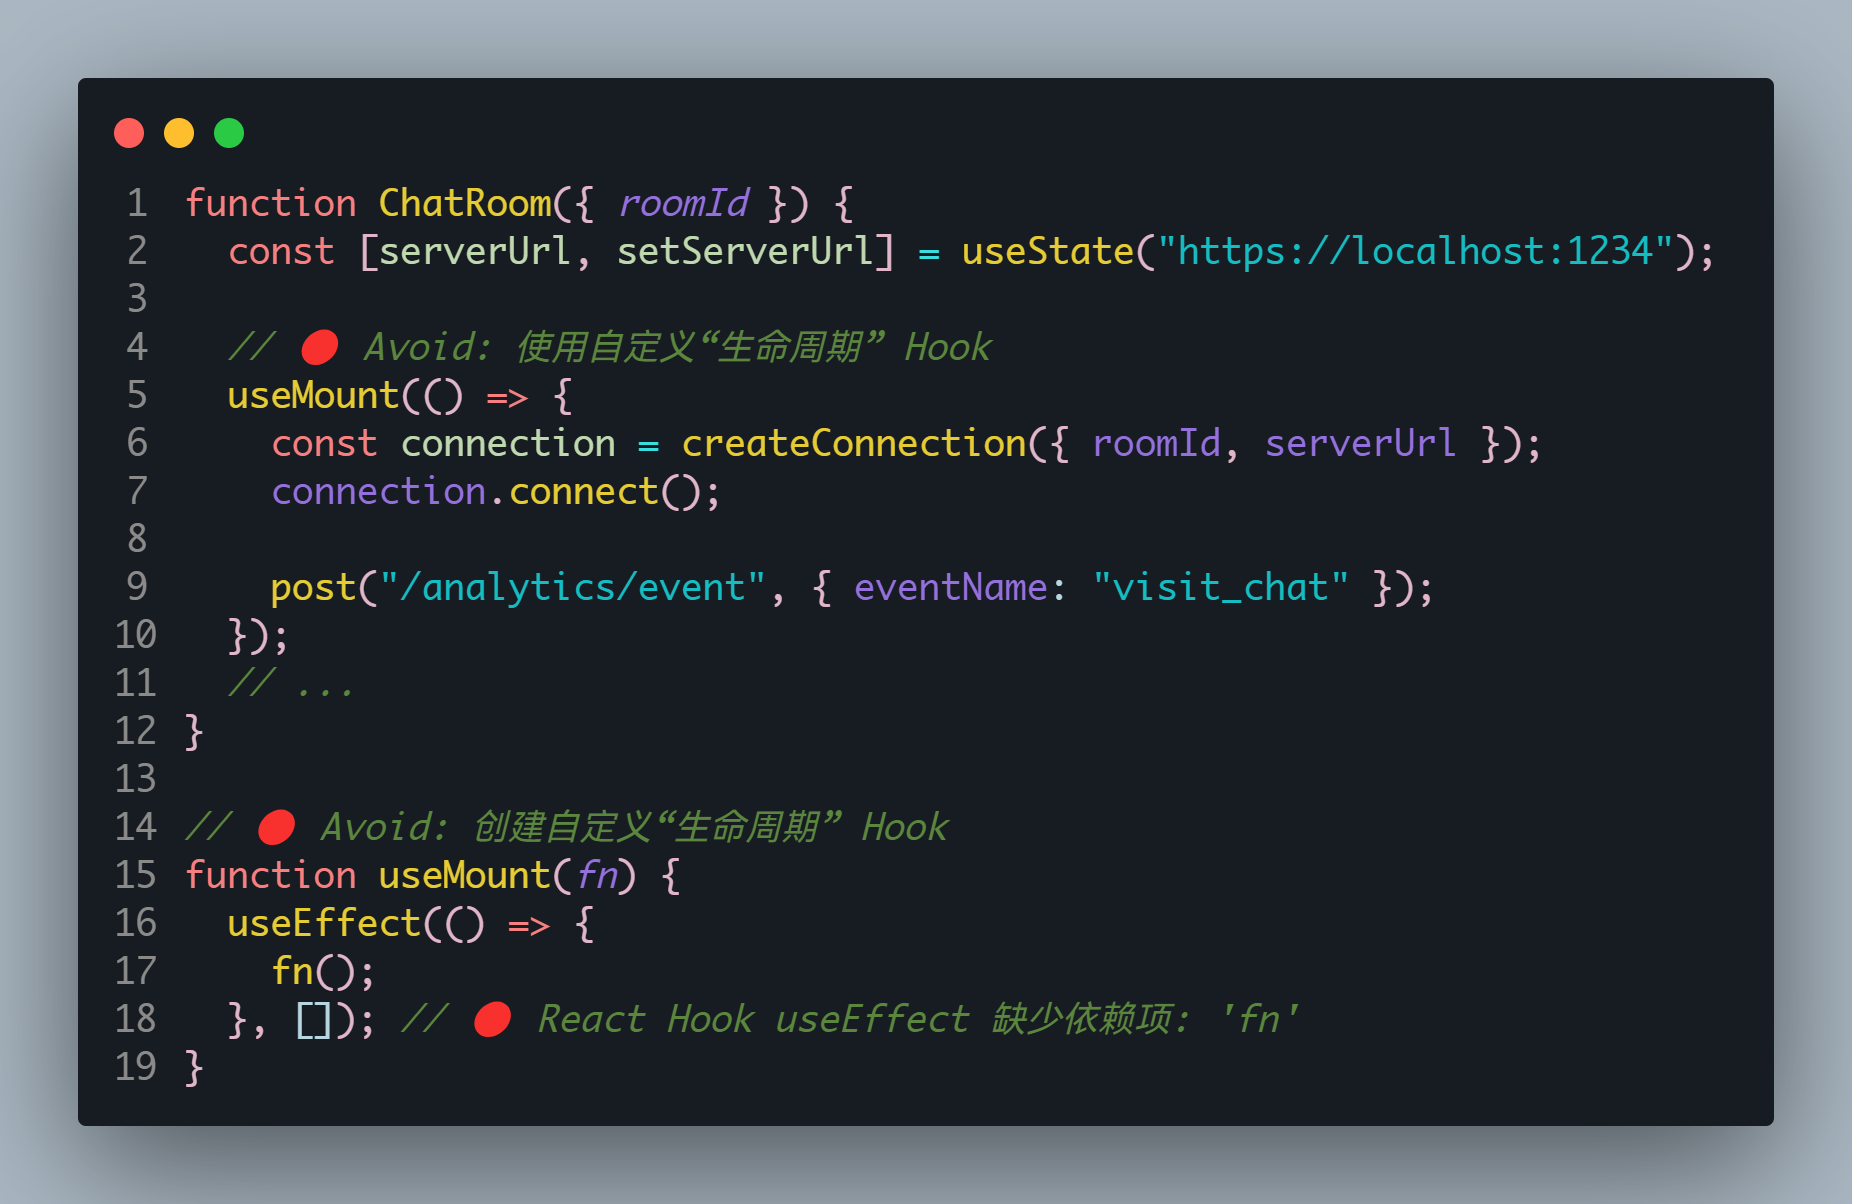 1 function ChatRoom({ roomId }) {
2   const [serverUrl, setServerUrl] = useState("https://localhost:1234");
3
4   // 🔴 Avoid: 使用自定义“生命周期” Hook
5   useMount(() => {
6     const connection = createConnection({ roomId, serverUrl });
7     connection.connect();
8
9     post("/analytics/event", { eventName: "visit_chat" });
10   });
11   // ...
12 }
13
14 // 🔴 Avoid: 创建自定义“生命周期” Hook
15 function useMount(fn) {
16   useEffect(() => {
17     fn();
18   }, []); // 🔴 React Hook useEffect 缺少依赖项: 'fn'
19 }